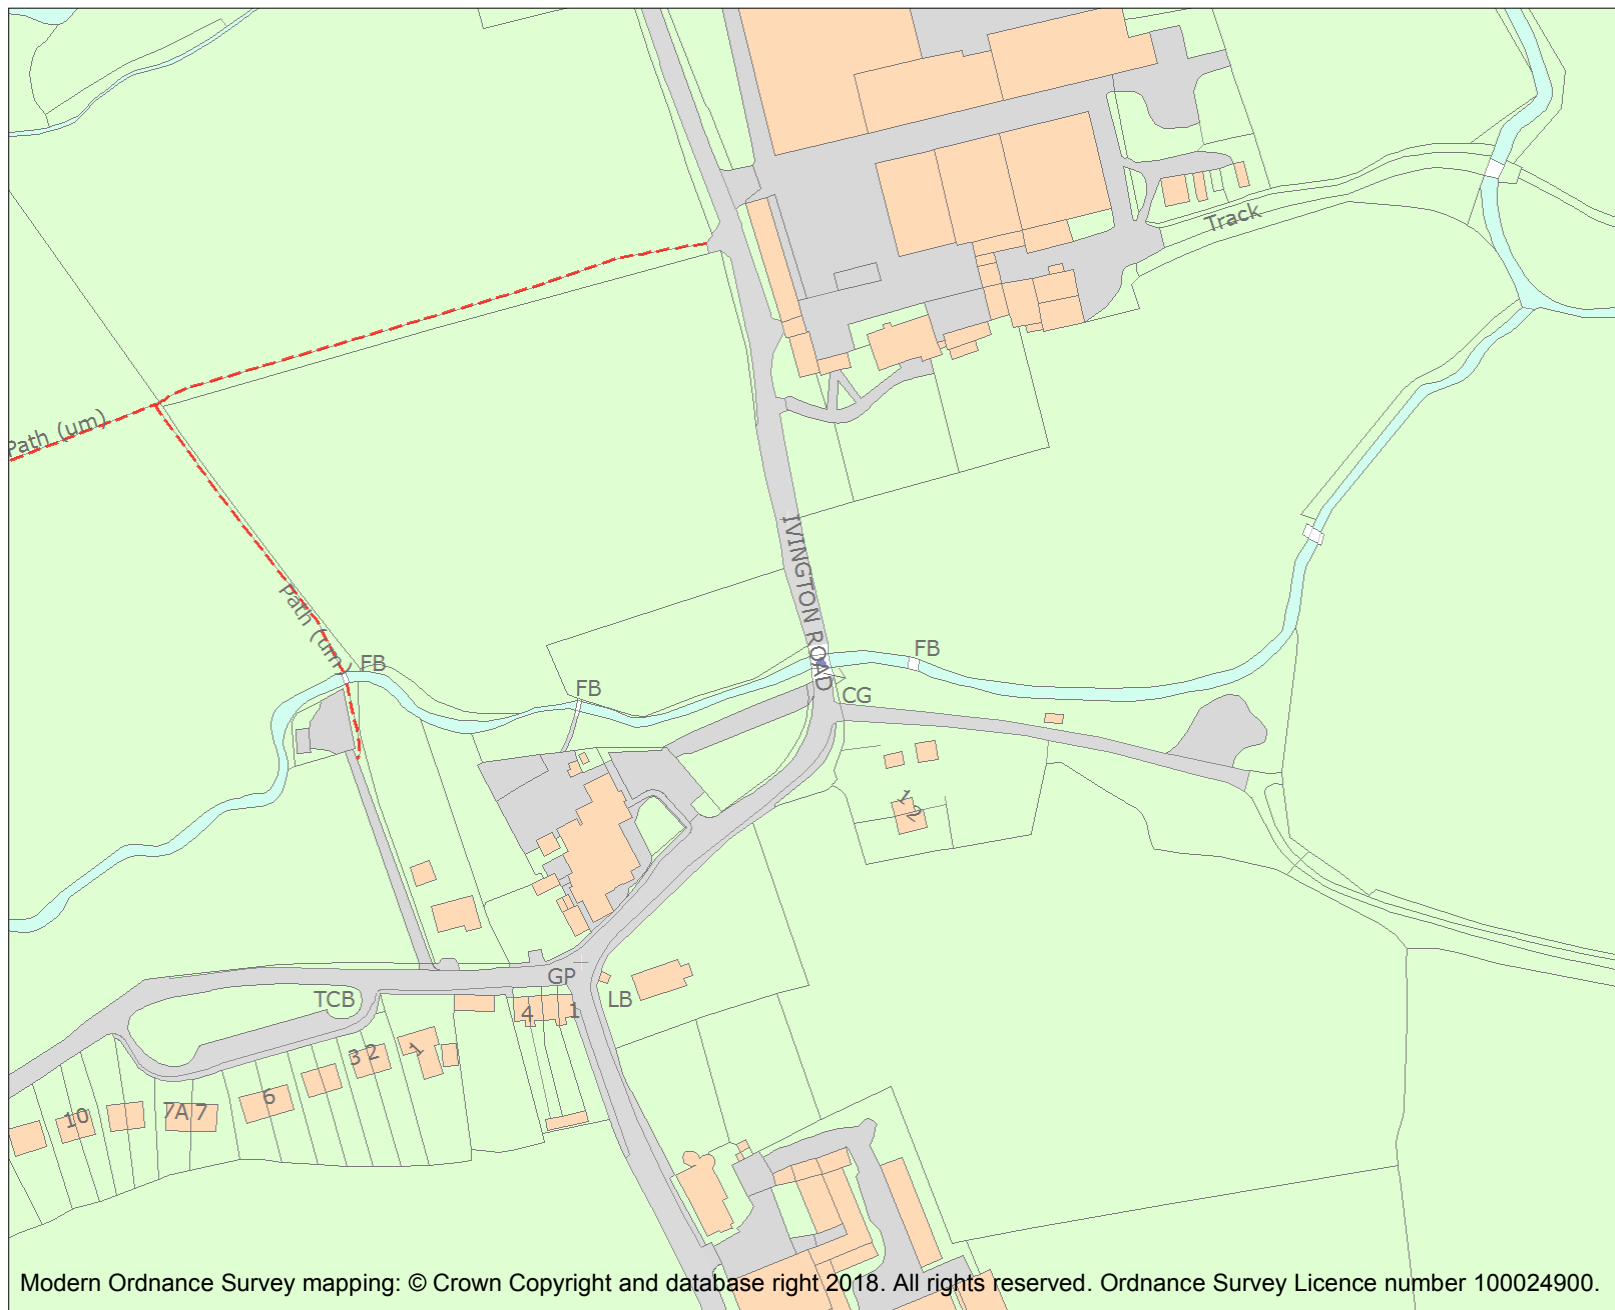 Track
Path (um)
IVINGTON ROAD
Path (um)
FB
FB
FB
CG
1
2
GP
TCB
LB
4
1
3 2
1
6
7A 7
10
Modern Ordnance Survey mapping: © Crown Copyright and database right 2018. All rights reserved. Ordnance Survey Licence number 100024900.